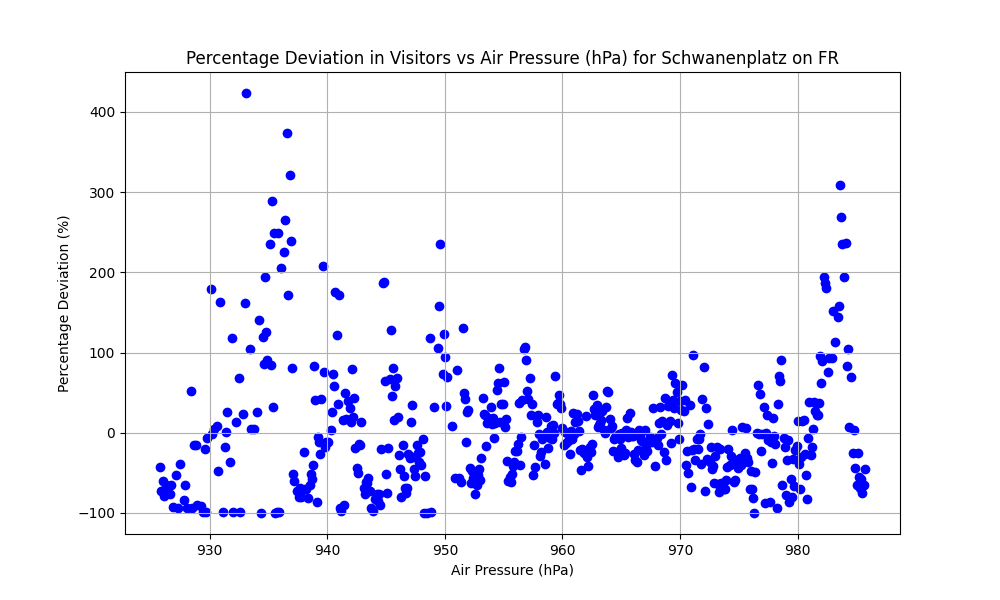 Percentage Deviation in Visitors vs Air Pressure (hPa) for Schwanenplatz on FR
Percentage Deviation (%)
400
300
200
100
0
−100
930 940 950 960 970 980
Air Pressure (hPa)